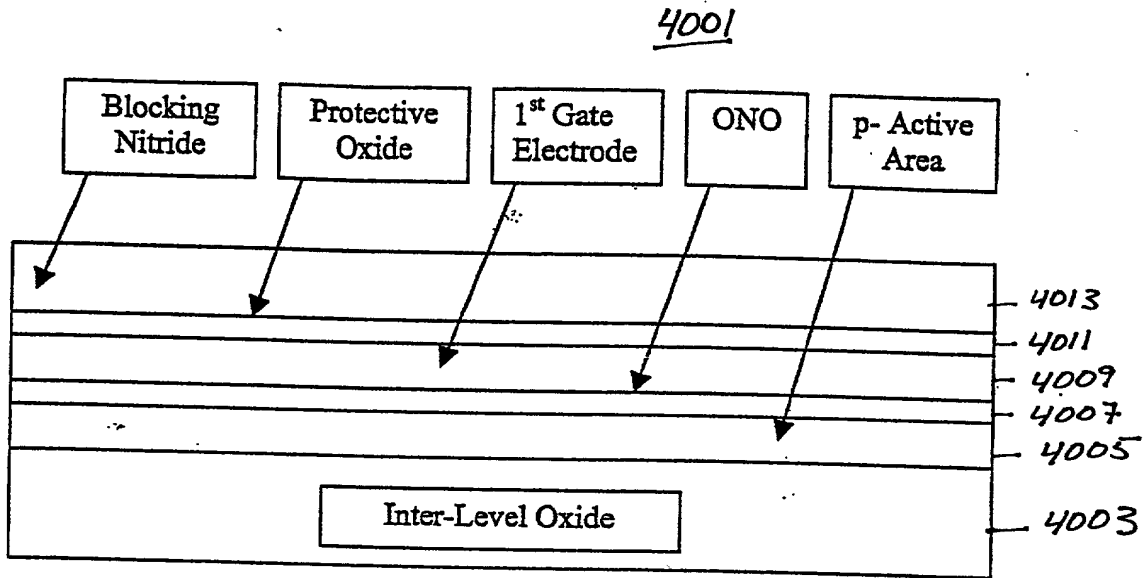 4001
Blocking
Nitride
Protective
Oxide
1st Gate
Electrode
ONO
p- Active
Area
4013
4011
4009
4007
4005
Inter-Level Oxide
4003